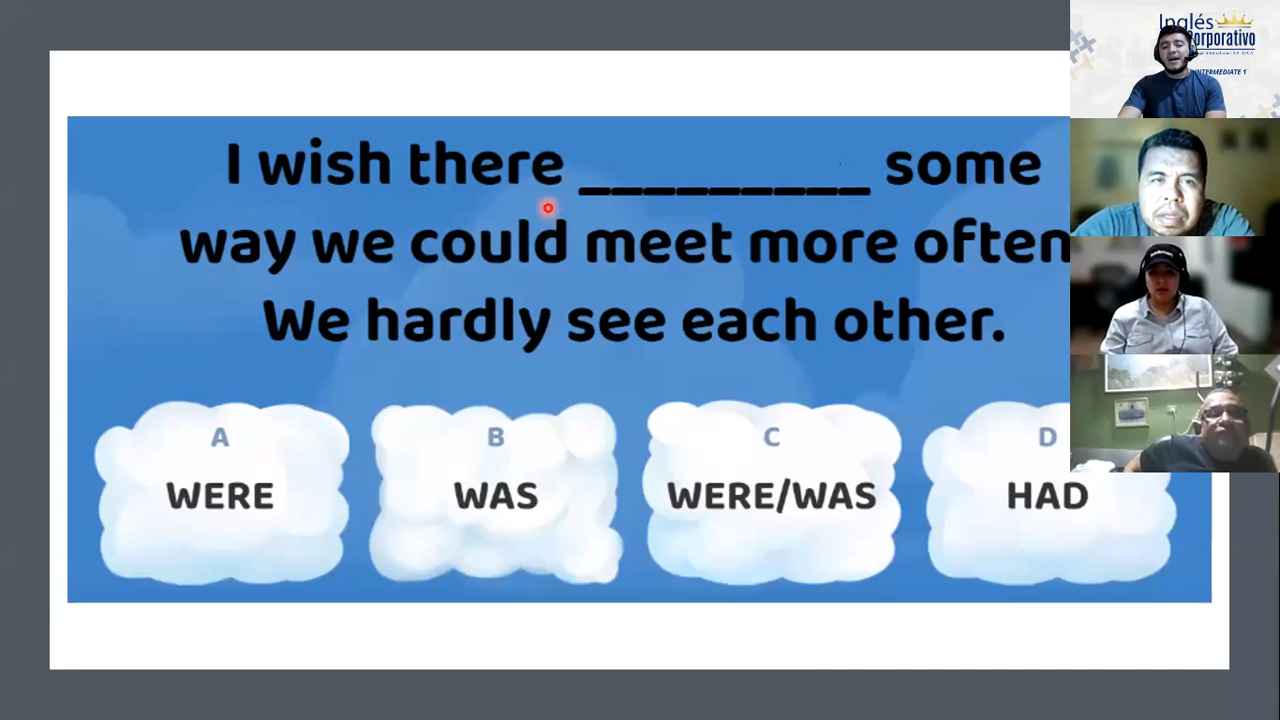 I wish there _________ some
way we could meet more often
We hardly see each other.
A
WERE
B
WAS
C
WERE/WAS
D
HAD
Inglés
Corporativo
INTERMEDIATE 1